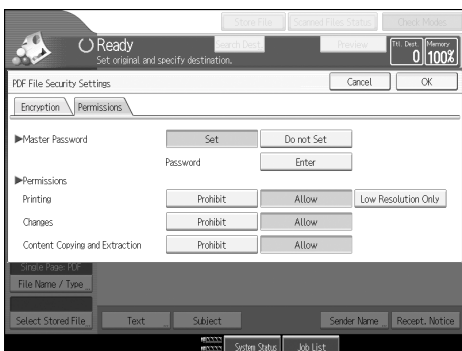 Store File Scanned Files Status Check Modes
Ready Search Dest. Preview Ttl. Dest. Memory
Set original and specify destination. 0 100%
PDF File Security Settings Cancel OK
Encryption Permissions
▶Master Password Set Do not Set
Password Enter
▶Permissions
Printing Prohibit Allow Low Resolution Only
Changes Prohibit Allow
Content Copying and Extraction Prohibit Allow
Single Page: PDF
File Name / Type
Select Stored File Text Subject Sender Name Recept. Notice
System Status Job List